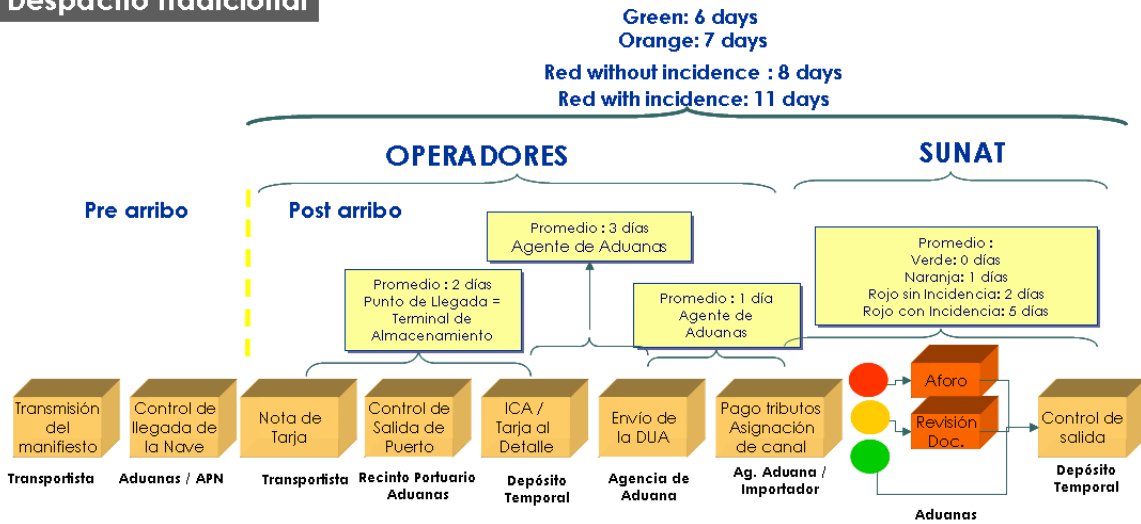 Despacho Tradicional
Green: 6 days
Orange: 7 days
Red without incidence : 8 days
Red with incidence: 11 days
OPERADORES
SUNAT
Pre arribo
Post arribo
Promedio : 3 días
Agente de Aduanas
Promedio :
Verde: 0 días
Naranja: 1 días
Rojo sin Incidencia: 2 días
Rojo con Incidencia: 5 días
Promedio : 2 días
Punto de Llegada =
Terminal de
Almacenamiento
Promedio : 1 día
Agente de
Aduanas
Transmisión
del
manifiesto
Control de
llegada de
la Nave
Nota de
Tarja
Control de
Salida de
Puerto
ICA /
Tarja al
Detalle
Envío de
la DUA
Pago tributos
Asignación
de canal
Aforo
Revisión
Doc.
Control de
salida
Transportista
Aduanas / APN
Transportista
Recinto Portuario
Aduanas
Depósito
Temporal
Agencia de
Aduana
Ag. Aduana /
Importador
Aduanas
Depósito
Temporal